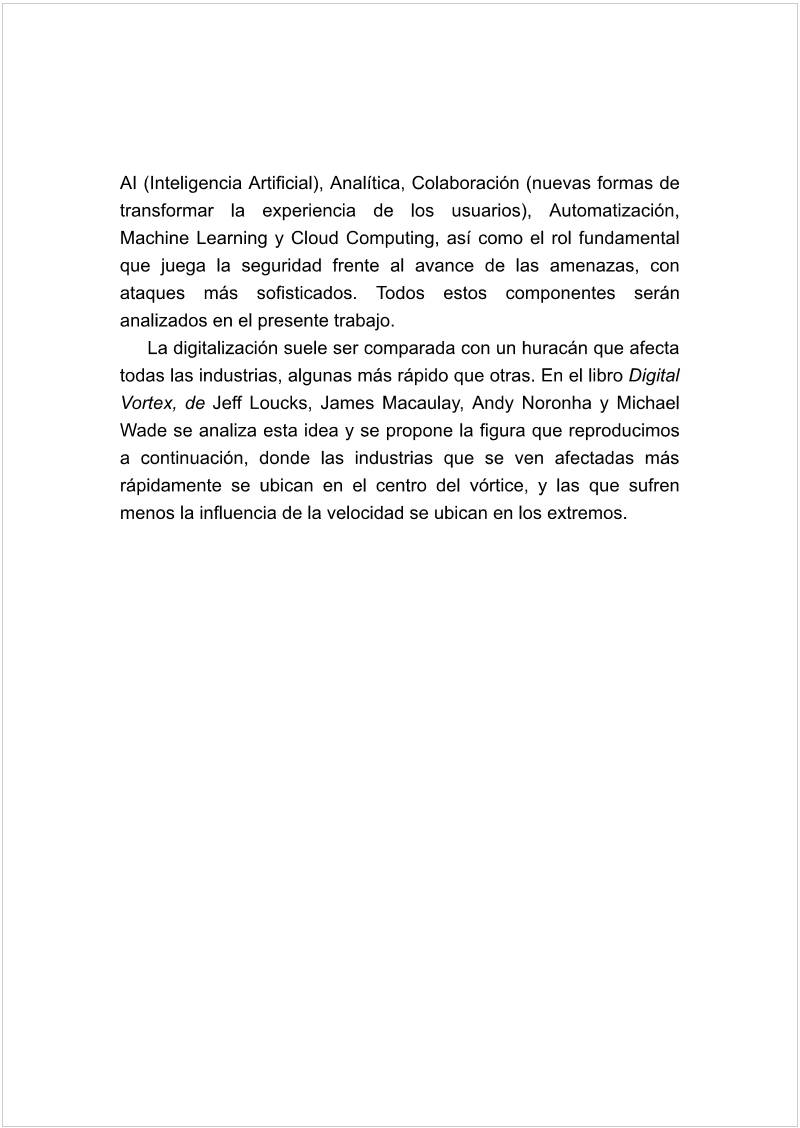 AI (Inteligencia Artificial), Analítica, Colaboración (nuevas formas de
transformar la experiencia de los usuarios), Automatización,
Machine Learning y Cloud Computing, así como el rol fundamental
que juega la seguridad frente al avance de las amenazas, con
ataques más sofisticados. Todos estos componentes serán
analizados en el presente trabajo.
La digitalización suele ser comparada con un huracán que afecta
todas las industrias, algunas más rápido que otras. En el libro Digital
Vortex, de Jeff Loucks, James Macaulay, Andy Noronha y Michael
Wade se analiza esta idea y se propone la figura que reproducimos
a continuación, donde las industrias que se ven afectadas más
rápidamente se ubican en el centro del vórtice, y las que sufren
menos la influencia de la velocidad se ubican en los extremos.